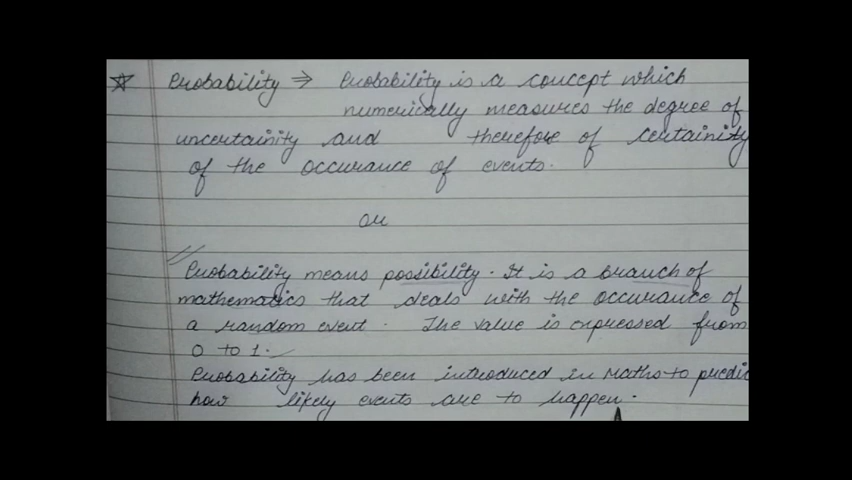 Probability ⇒ Probability is a concept which
numerically measures the degree of
uncertainity and therefore of certainity
of the occurance of events.
or
Probability means possibility. It is a branch of
mathematics that deals with the occurance of
a random event. The value is expressed from
0 to 1.
Probability has been introduced in Maths to predic
how likely events are to happen.